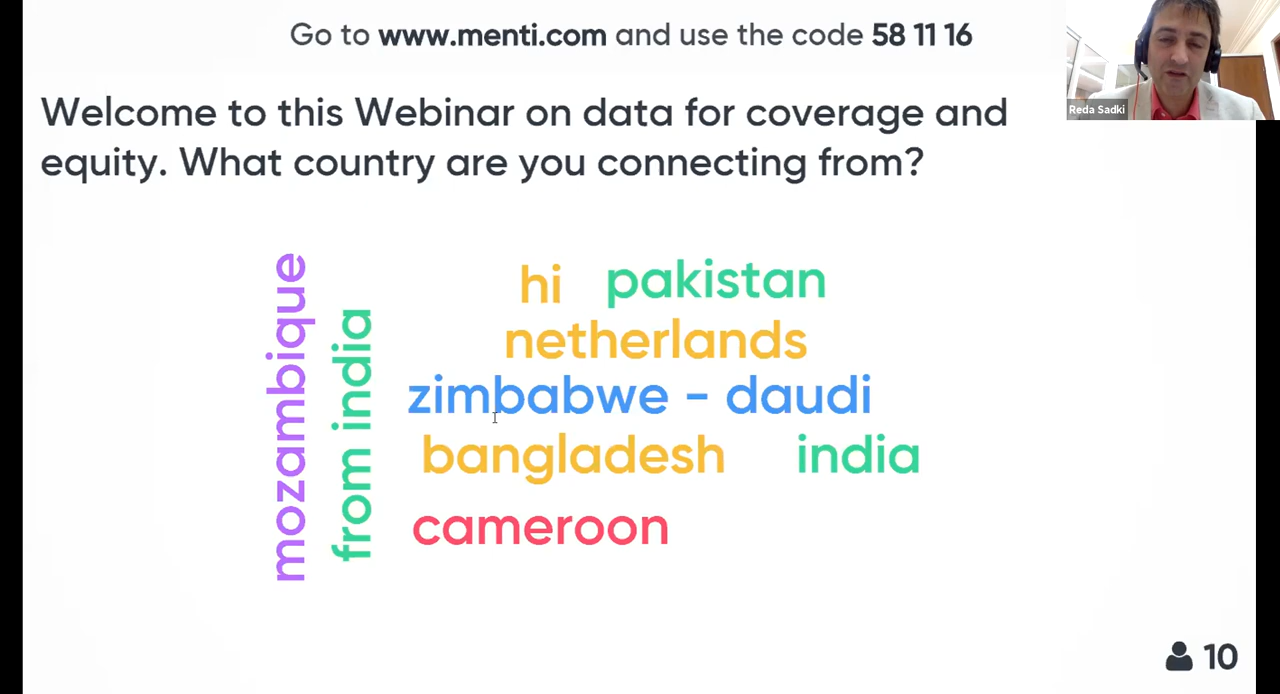 Go to www.menti.com and use the code 58 11 16
Reda Sadki
Welcome to this Webinar on data for coverage and
equity. What country are you connecting from?
mozambique
from india
hi
pakistan
netherlands
zimbabwe - daudi
bangladesh
india
cameroon
10